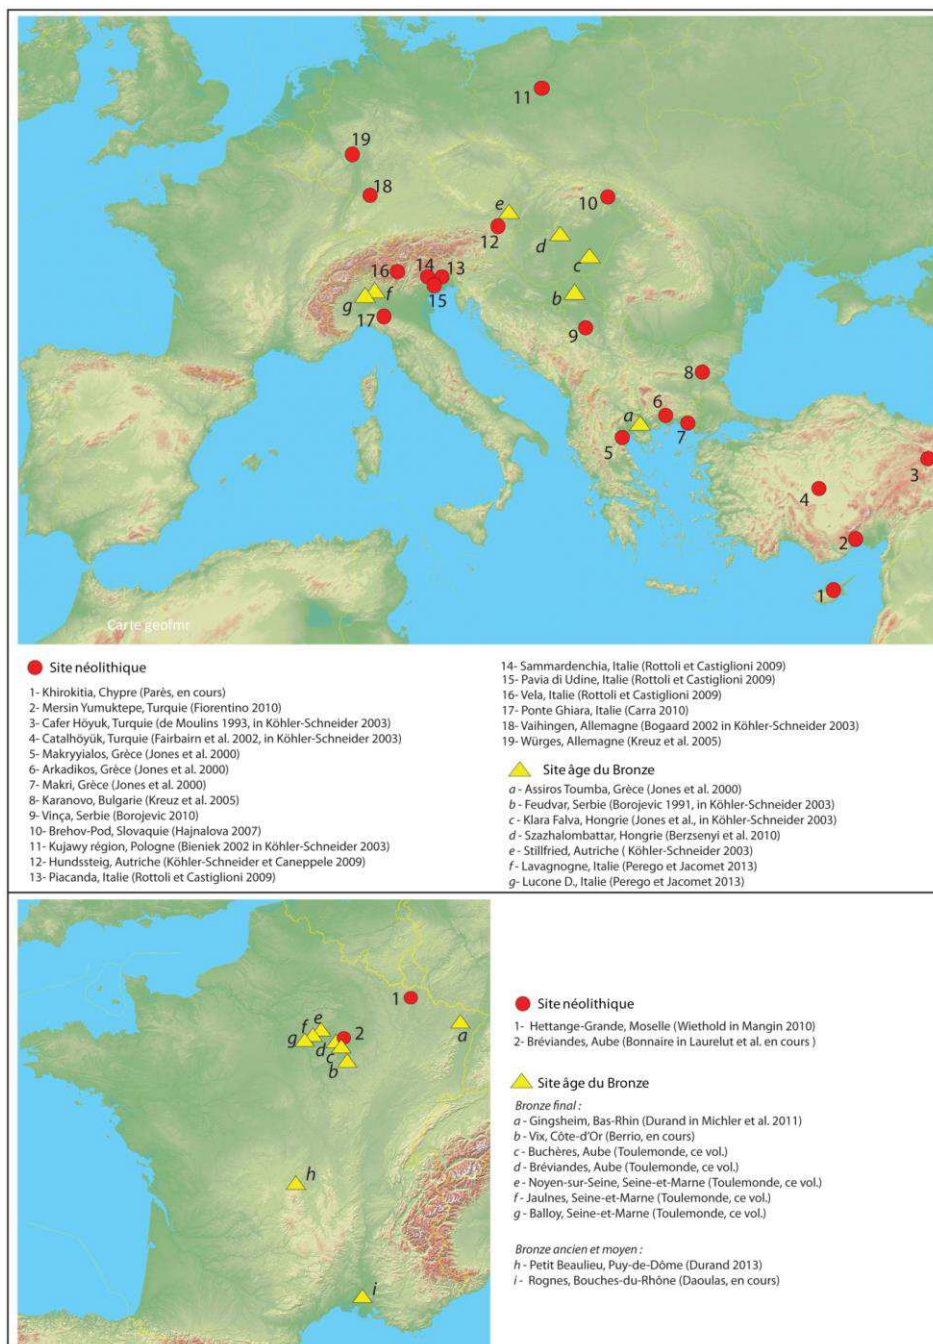 11
19
18
10
e
12
d
c
16
14
13
15
f
g
b
17
9
8
6
a
7
5
3
4
2
1
Carte geofmr
Site néolithique
1- Khirokitia, Chypre (Parès, en cours)
2- Mersin Yumuktepe, Turquie (Fiorentino 2010)
3- Cafer Höyuk, Turquie (de Moulins 1993, in Köhler-Schneider 2003)
4- Catalhöyük, Turquie (Fairbairn et al. 2002, in Köhler-Schneider 2003)
5- Makryyialos, Grèce (Jones et al. 2000)
6- Arkadikos, Grèce (Jones et al. 2000)
7- Makri, Grèce (Jones et al. 2000)
8- Karanovo, Bulgarie (Kreuz et al. 2005)
9- Vinça, Serbie (Borojevic 2010)
10- Brehov-Pod, Slovaquie (Hajnalova 2007)
11- Kujawy région, Pologne (Bieniek 2002 in Köhler-Schneider 2003)
12- Hundssteig, Autriche (Köhler-Schneider et Caneppele 2009)
13- Piacanda, Italie (Rottoli et Castiglioni 2009)
14- Sammardenchia, Italie (Rottoli et Castiglioni 2009)
15- Pavia di Udine, Italie (Rottoli et Castiglioni 2009)
16- Vela, Italie (Rottoli et Castiglioni 2009)
17- Ponte Ghiara, Italie (Carra 2010)
18- Vaihingen, Allemagne (Bogaard 2002 in Köhler-Schneider 2003)
19- Würges, Allemagne (Kreuz et al. 2005)
Site âge du Bronze
a - Assiros Toumba, Grèce (Jones et al. 2000)
b - Feudvar, Serbie (Borojevic 1991, in Köhler-Schneider 2003)
c - Klara Falva, Hongrie (Jones et al., in Köhler-Schneider 2003)
d - Szazhalombattar, Hongrie (Berzsenyi et al. 2010)
e - Stillfried, Autriche ( Köhler-Schneider 2003)
f - Lavagnogne, Italie (Perego et Jacomet 2013)
g- Lucone D., Italie (Perego et Jacomet 2013)
1
a
e
f
2
g
d
c
b
h
i
Site néolithique
1- Hettange-Grande, Moselle (Wiethold in Mangin 2010)
2- Bréviandes, Aube (Bonnaire in Laurelut et al. en cours )
Site âge du Bronze
Bronze final :
a - Gingsheim, Bas-Rhin (Durand in Michler et al. 2011)
b - Vix, Côte-d'Or (Berrio, en cours)
c - Buchères, Aube (Toulemonde, ce vol.)
d - Bréviandes, Aube (Toulemonde, ce vol.)
e - Noyen-sur-Seine, Seine-et-Marne (Toulemonde, ce vol.)
f - Jaulnes, Seine-et-Marne (Toulemonde, ce vol.)
g - Balloy, Seine-et-Marne (Toulemonde, ce vol.)
Bronze ancien et moyen :
h - Petit Beaulieu, Puy-de-Dôme (Durand 2013)
i - Rognes, Bouches-du-Rhône (Daoulas, en cours)